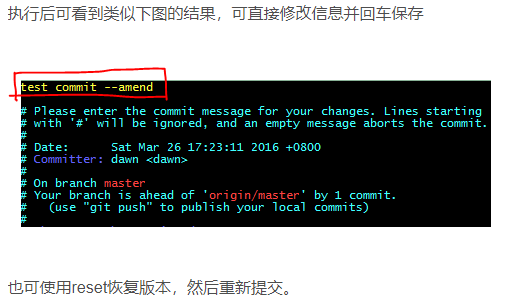 执行后可看到类似下图的结果，可直接修改信息并回车保存
test commit --amend
# Please enter the commit message for your changes. Lines starting
# with '#' will be ignored, and an empty message aborts the commit.
#
# Date:      Sat Mar 26 17:23:11 2016 +0800
# Committer: dawn <dawn>
#
# On branch master
# Your branch is ahead of 'origin/master' by 1 commit.
#   (use "git push" to publish your local commits)
#
也可使用reset恢复版本，然后重新提交。